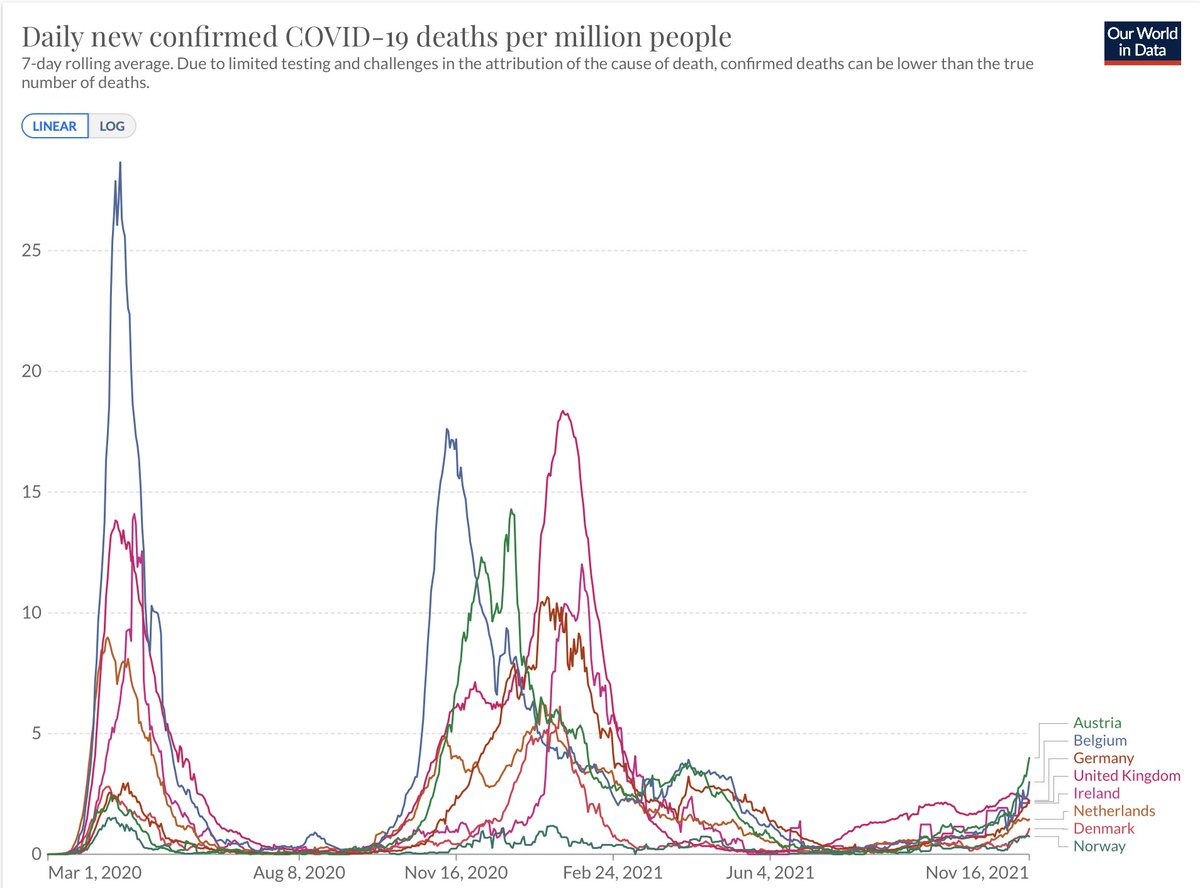 Daily new confirmed COVID-19 deaths per million people
Our World
in Data
7-day rolling average. Due to limited testing and challenges in the attribution of the cause of death, confirmed deaths can be lower than the true
number of deaths.
LINEAR LOG
25
20
15
10
5
0
Mar 1, 2020 Aug 8, 2020 Nov 16, 2020 Feb 24, 2021 Jun 4, 2021 Nov 16, 2021
Austria
Belgium
Germany
United Kingdom
Ireland
Netherlands
Denmark
Norway